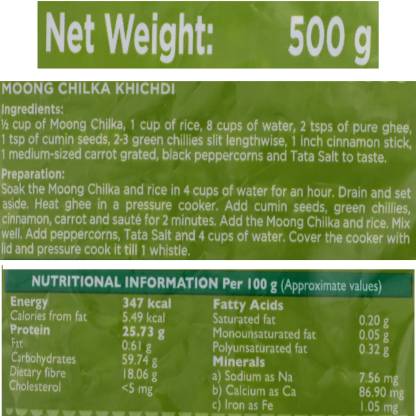 Net Weight: 500 g
MOONG CHILKA KHICHDI
Ingredients:
½ cup of Moong Chilka, 1 cup of rice, 8 cups of water, 2 tsps of pure ghee,
1 tsp of cumin seeds, 2-3 green chillies slit lengthwise, 1 inch cinnamon stick,
1 medium-sized carrot grated, black peppercorns and Tata Salt to taste.
Preparation:
Soak the Moong Chilka and rice in 4 cups of water for an hour. Drain and set
aside. Heat ghee in a pressure cooker. Add cumin seeds, green chillies,
cinnamon, carrot and sauté for 2 minutes. Add the Moong Chilka and rice. Mix
well. Add peppercorns, Tata Salt and 4 cups of water. Cover the cooker with
lid and pressure cook it till 1 whistle.
NUTRITIONAL INFORMATION Per 100 g (Approximate values)
Energy 347 kcal
Calories from fat 5.49 kcal
Protein 25.73 g
Fat 0.61 g
Carbohydrates 59.74 g
Dietary fibre 18.06 g
Cholesterol <5 mg
Fatty Acids
Saturated fat 0.20 g
Monounsaturated fat 0.05 g
Polyunsaturated fat 0.32 g
Minerals
a) Sodium as Na 7.56 mg
b) Calcium as Ca 86.90 mg
c) Iron as Fe 1.05 mg